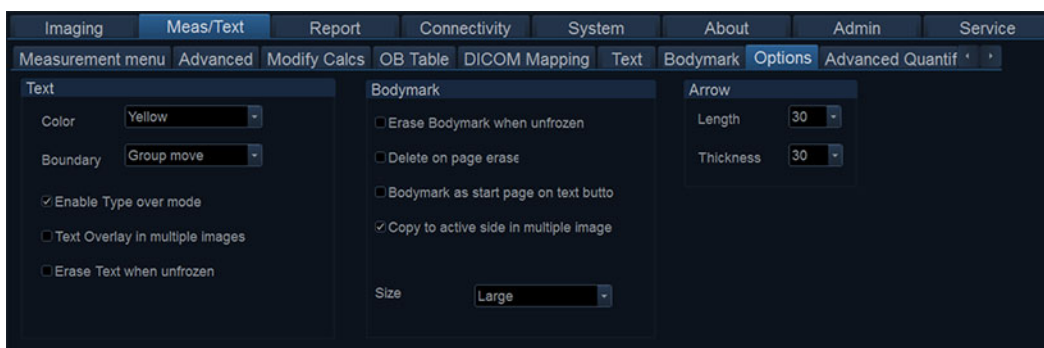 Imaging Meas/Text Report Connectivity System About Admin Service
Measurement menu Advanced Modify Calcs OB Table DICOM Mapping Text Bodymark Options Advanced Quantif
Text
Color Yellow
Boundary Group move
Enable Type over mode
Text Overlay in multiple images
Erase Text when unfrozen
Bodymark
Erase Bodymark when unfrozen
Delete on page erase
Bodymark as start page on text butto
Copy to active side in multiple image
Size Large
Arrow
Length 30
Thickness 30